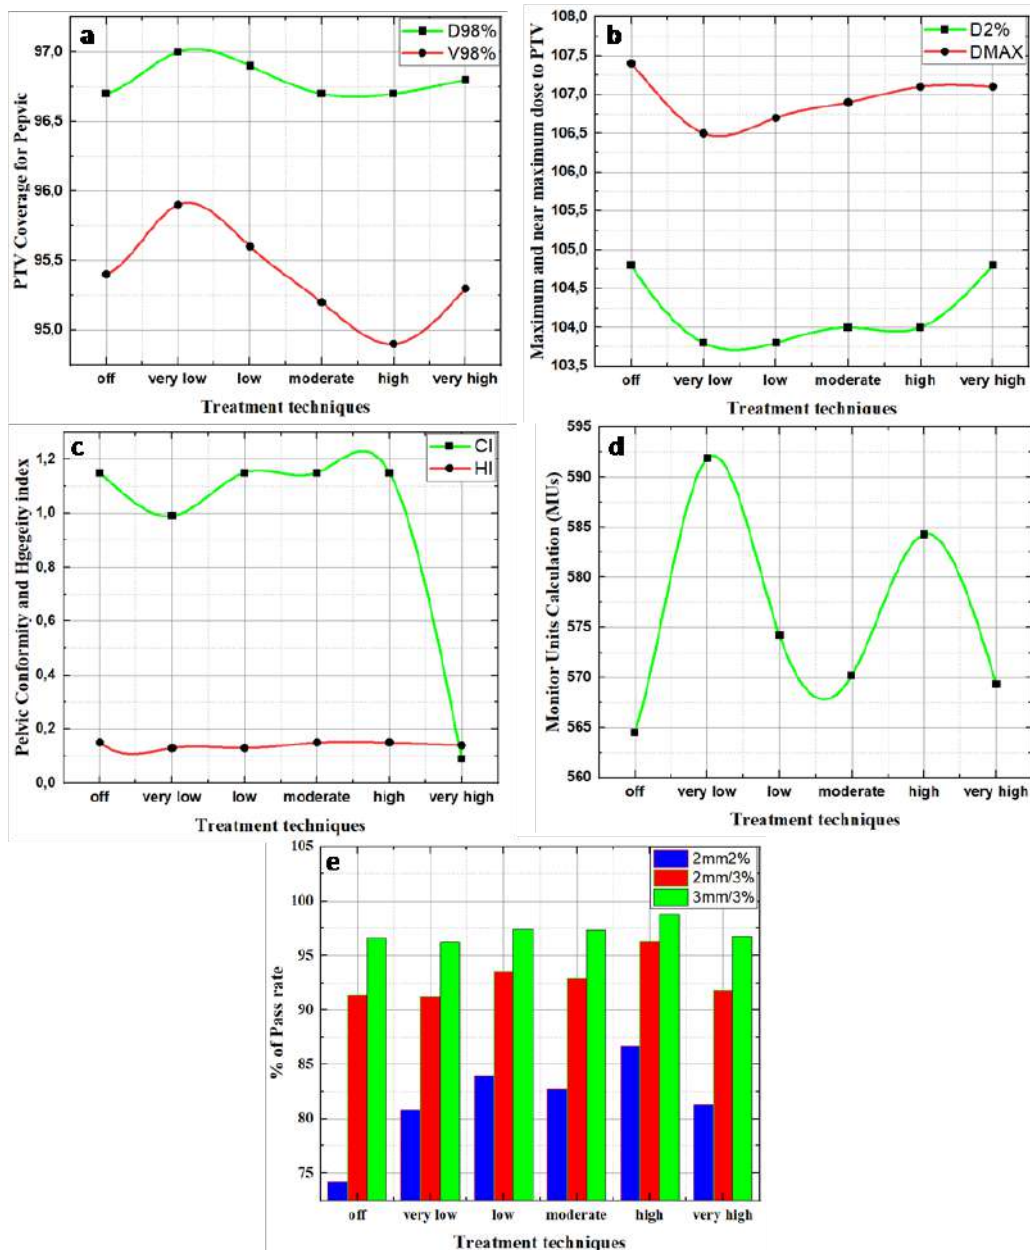 a
D98%
V98%
PTV Coverage for Pepvic
97,0
96,5
96,0
95,5
95,0
off very low low moderate high very high
Treatment techniques
b
D2%
DMAX
Maximum and near maximum dose to PTV
108,0
107,5
107,0
106,5
106,0
105,5
105,0
104,5
104,0
103,5
off very low low moderate high very high
Treatment techniques
c
CI
HI
Pelvic Conformity and Hgegeity index
1,2
1,0
0,8
0,6
0,4
0,2
0,0
off very low low moderate high very high
Treatment techniques
d
Monitor Units Calculation (MUs)
595
590
585
580
575
570
565
560
off very low low moderate high very high
Treatment techniques
e
2mm2%
2mm/3%
3mm/3%
% of Pass rate
105
100
95
90
85
80
75
off very low low moderate high very high
Treatment techniques